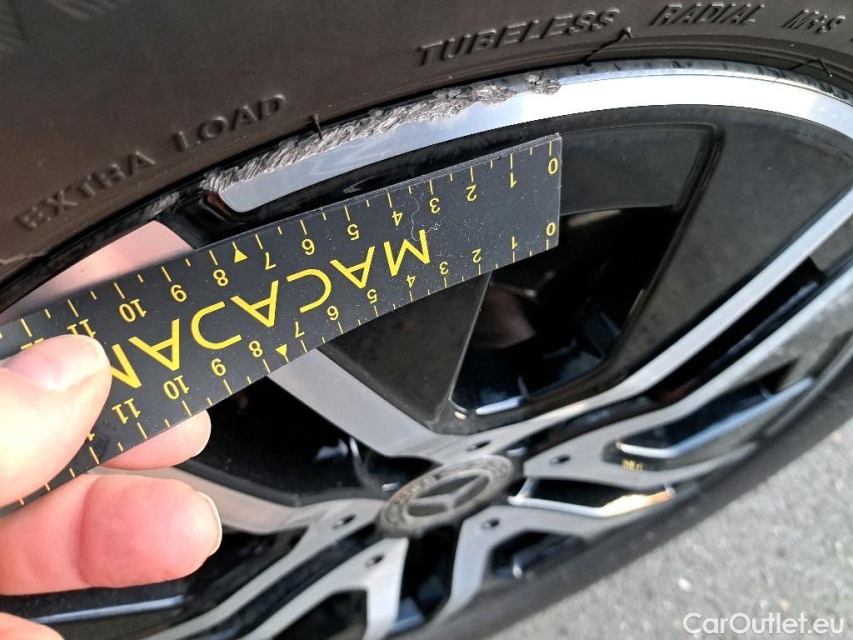 TUBELESS RADIAL M+S
EXTRA LOAD
0 1 2 3 4 5 6 7 8 9 10 11
MACADAM
0 1 2 3 4 5 6 7 8 9 10 11
CarOutlet.eu